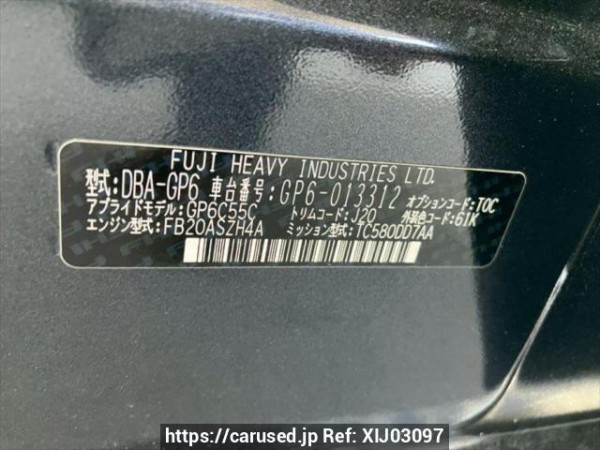 FUJI HEAVY INDUSTRIES LTD.
型式:DBA-GP6 車台番号:GP6-013312 オプションコード:TOC
アプライドモデル:GP6C55C トリムコード:J20 外装色コード:61K
エンジン型式:FB20ASZH4A ミッション型式:TC580DD7AA
https://carused.jp Ref: XIJ03097